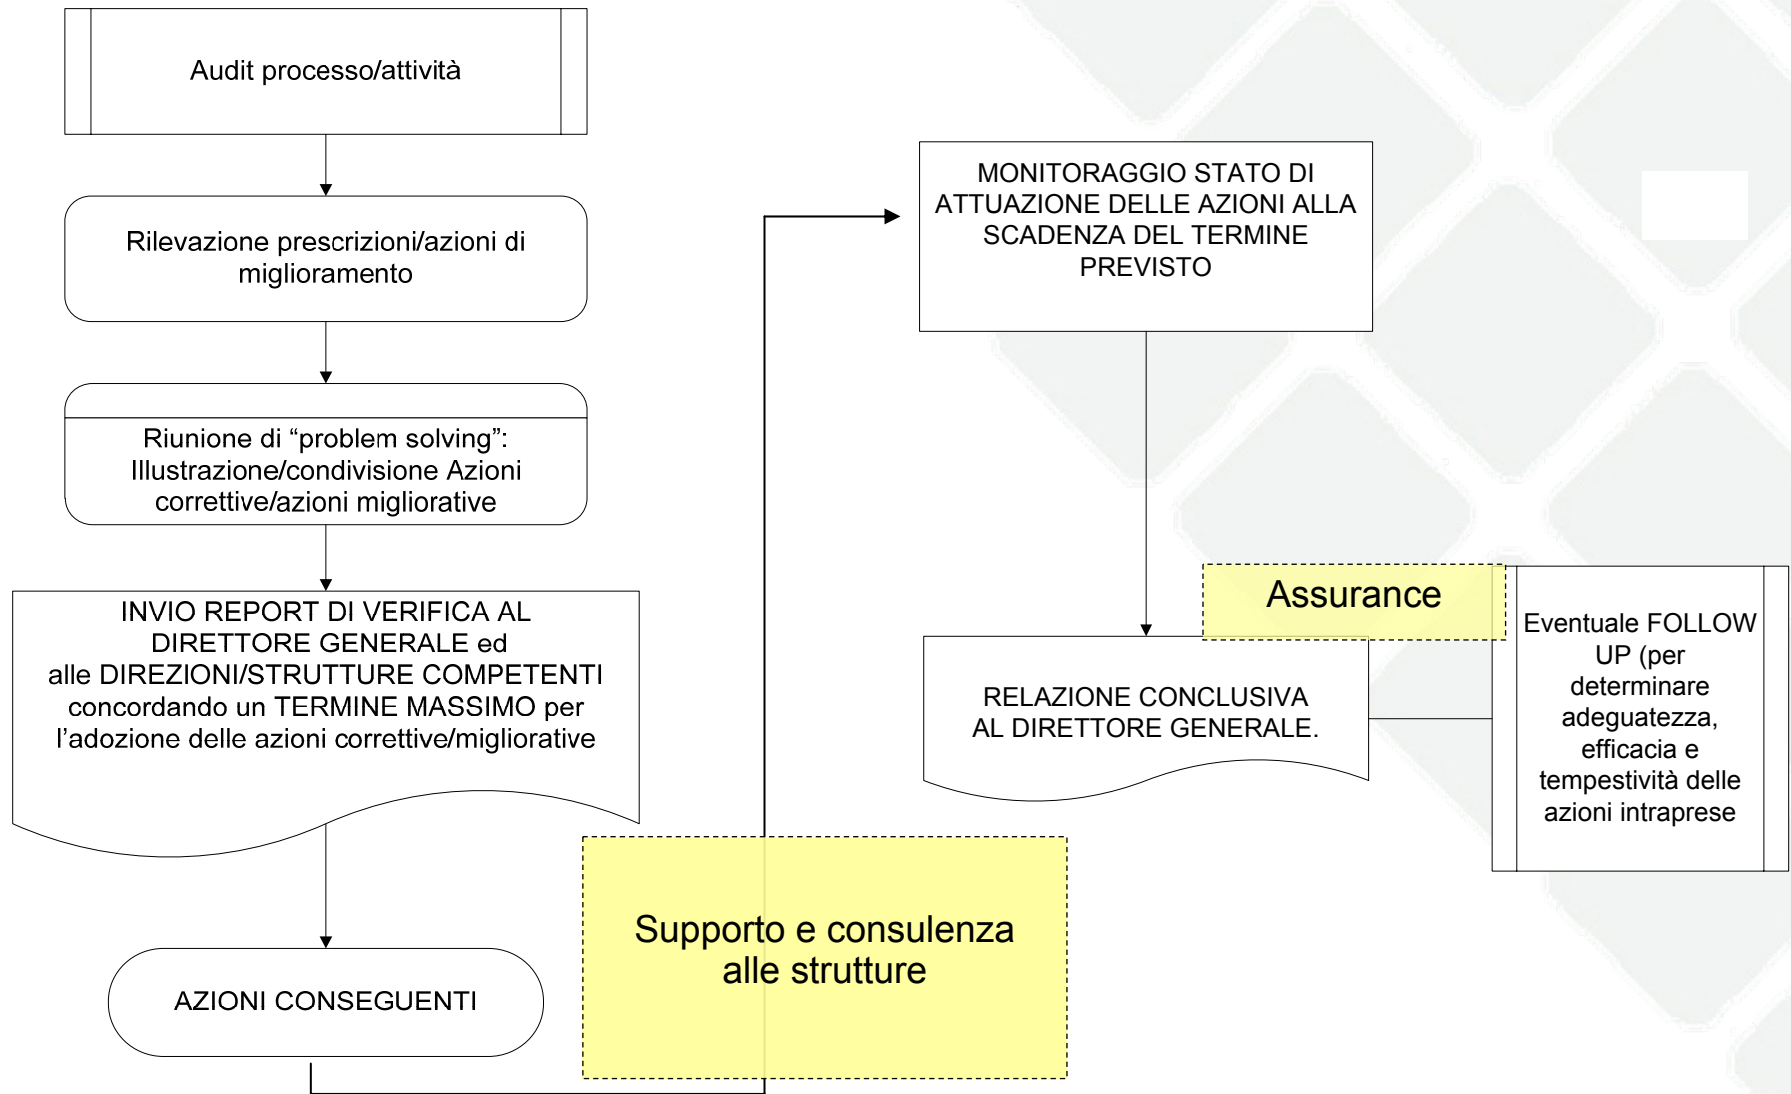 Audit processo/attività
Rilevazione prescrizioni/azioni di
miglioramento
Riunione di “problem solving”:
Illustrazione/condivisione Azioni
correttive/azioni migliorative
INVIO REPORT DI VERIFICA AL
DIRETTORE GENERALE ed
alle DIREZIONI/STRUTTURE COMPETENTI
concordando un TERMINE MASSIMO per
l’adozione delle azioni correttive/migliorative
AZIONI CONSEGUENTI
Supporto e consulenza
alle strutture
MONITORAGGIO STATO DI
ATTUAZIONE DELLE AZIONI ALLA
SCADENZA DEL TERMINE
PREVISTO
Assurance
RELAZIONE CONCLUSIVA
AL DIRETTORE GENERALE.
Eventuale FOLLOW
UP (per
determinare
adeguatezza,
efficacia e
tempestività delle
azioni intraprese